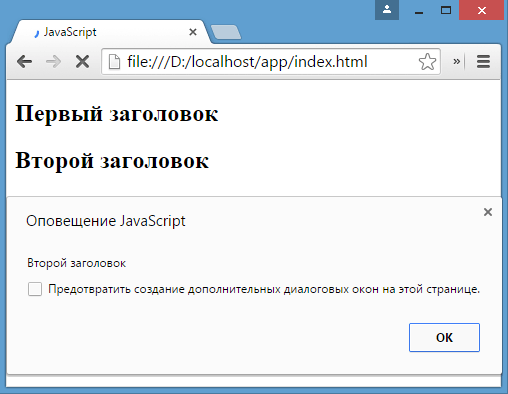 JavaScript
file:///D:/localhost/app/index.html
»
Первый заголовок
Второй заголовок
Оповещение JavaScript
Второй заголовок
Предотвратить создание дополнительных диалоговых окон на этой странице.
ОК